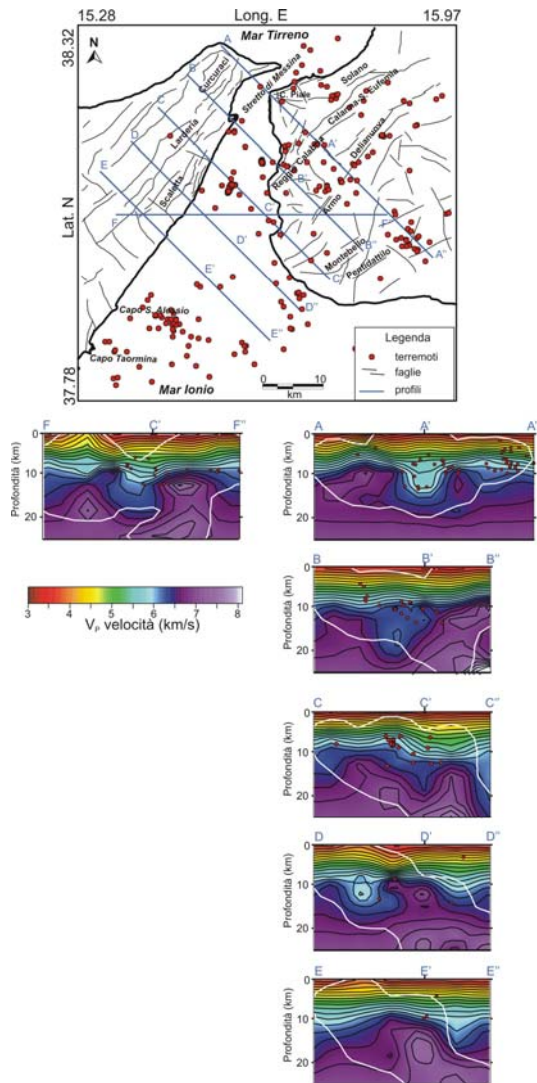 15.28 Long. E 15.97
38.32
Lat. N
37.78
N
Mar Tirreno
Stretto di Messina
Curcuraci
Larderia
Scaletta
C. Piale
Solano
Catanna-S. Eufemia
Delianuova
Reggio Calabria
Armo
Montebello
Pentidattilo
Capo S. Alessio
Capo Taormina
Mar Ionio
A
B
C
D
E
F
A'
B'
C'
D'
E'
F''
A''
B''
C''
D''
E''
0 10
km
Legenda
terremoti
faglie
profili
F C' F''
Profondità (km)
0
10
20
A A' A'
Profondità (km)
0
10
20
B B' B''
Profondità (km)
0
10
20
3 4 5 6 7 8
VP velocità (km/s)
C C' C''
Profondità (km)
0
10
20
D D' D''
Profondità (km)
0
10
20
E E' E''
Profondità (km)
0
10
20